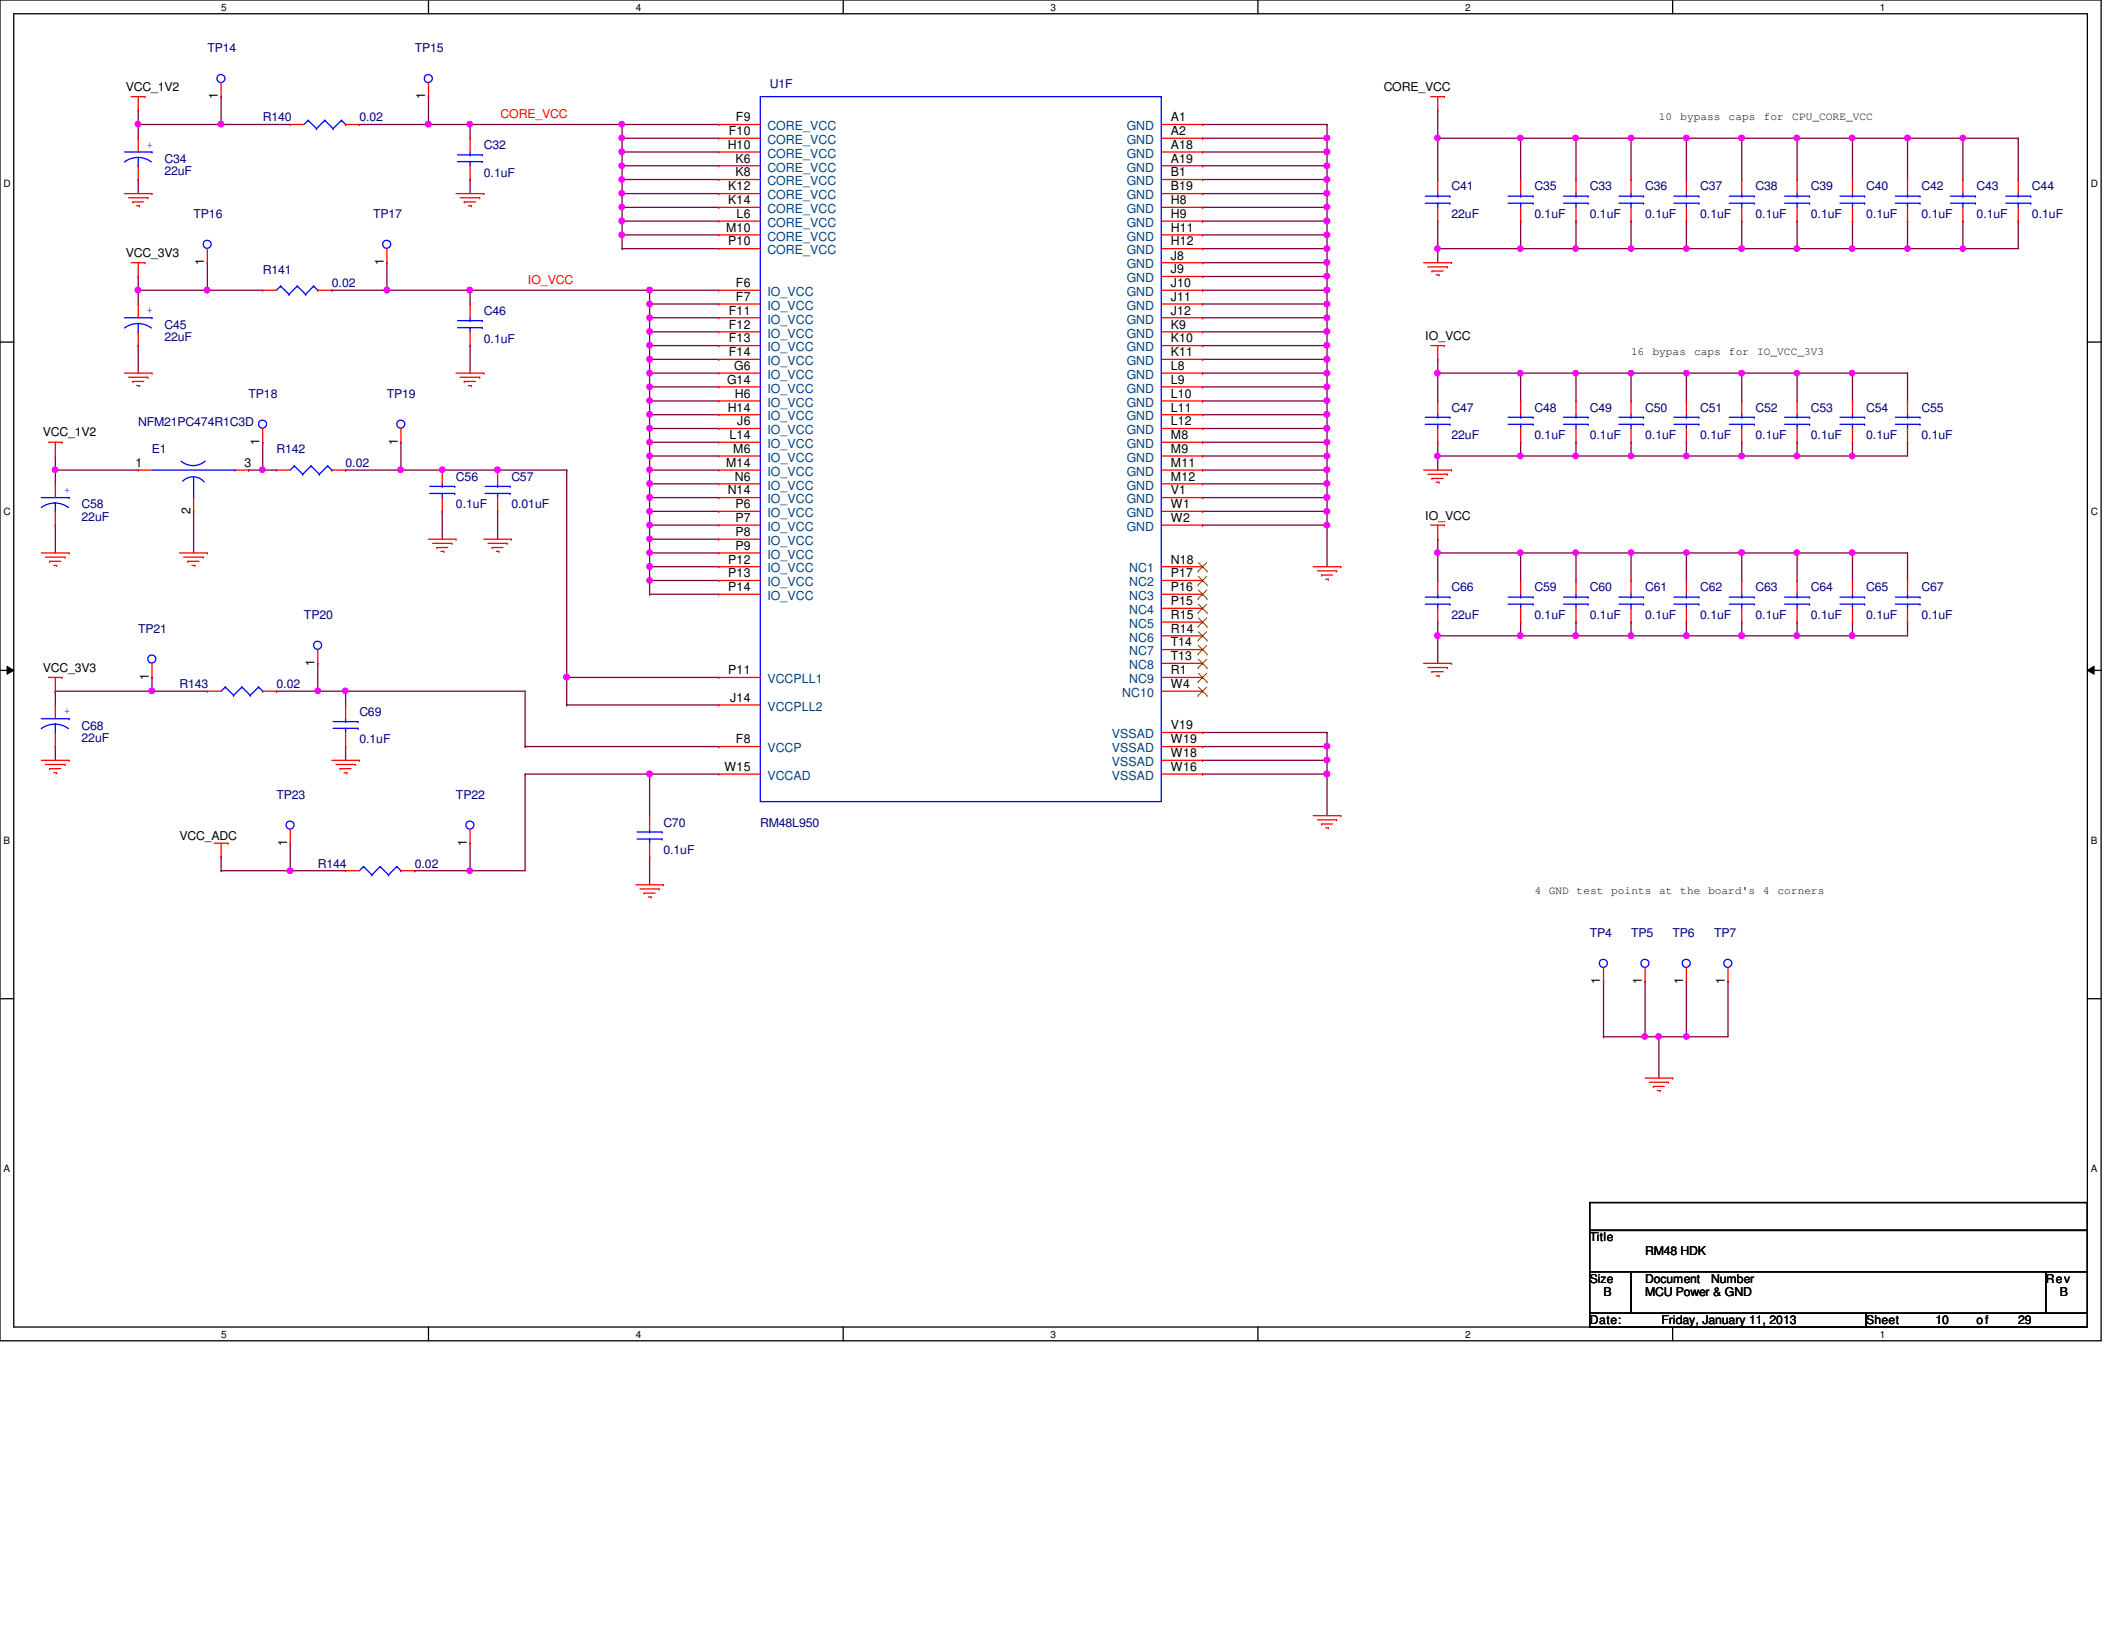 5 4 3 2 1
D D
C C
B B
A A
5 4 3 2 1
TP14 TP15
VCC_1V2
1 1
R140 0.02 CORE_VCC
C34
22uF
+
C32
0.1uF
TP16 TP17
VCC_3V3
1 1
R141 0.02 IO_VCC
C45
22uF
+
C46
0.1uF
TP18 TP19
NFM21PC474R1C3D
VCC_1V2
E1
1 3 2
1 1
R142 0.02
C58
22uF
+
C56
0.1uF
C57
0.01uF
TP21 TP20
VCC_3V3
1 1
R143 0.02
C68
22uF
+
C69
0.1uF
TP23 TP22
VCC_ADC
1 1
R144 0.02
C70
0.1uF
U1F
F9 CORE_VCC
F10 CORE_VCC
H10 CORE_VCC
K6 CORE_VCC
K8 CORE_VCC
K12 CORE_VCC
K14 CORE_VCC
L6 CORE_VCC
M10 CORE_VCC
P10 CORE_VCC
F6 IO_VCC
F7 IO_VCC
F11 IO_VCC
F12 IO_VCC
F13 IO_VCC
F14 IO_VCC
G6 IO_VCC
G14 IO_VCC
H6 IO_VCC
H14 IO_VCC
J6 IO_VCC
L14 IO_VCC
M6 IO_VCC
M14 IO_VCC
N6 IO_VCC
N14 IO_VCC
P6 IO_VCC
P7 IO_VCC
P8 IO_VCC
P9 IO_VCC
P12 IO_VCC
P13 IO_VCC
P14 IO_VCC
P11 VCCPLL1
J14 VCCPLL2
F8 VCCP
W15 VCCAD
GND A1
GND A2
GND A18
GND A19
GND B1
GND B19
GND H8
GND H9
GND H11
GND H12
GND J8
GND J9
GND J10
GND J11
GND J12
GND K9
GND K10
GND K11
GND L8
GND L9
GND L10
GND L11
GND L12
GND M8
GND M9
GND M11
GND M12
GND V1
GND W1
GND W2
NC1 N18
NC2 P17
NC3 P16
NC4 P15
NC5 R15
NC6 R14
NC7 T14
NC8 T13
NC9 R1
NC10 W4
VSSAD V19
VSSAD W19
VSSAD W18
VSSAD W16
RM48L950
CORE_VCC
10 bypass caps for CPU_CORE_VCC
C41 C35 C33 C36 C37 C38 C39 C40 C42 C43 C44
22uF 0.1uF 0.1uF 0.1uF 0.1uF 0.1uF 0.1uF 0.1uF 0.1uF 0.1uF 0.1uF
IO_VCC
16 bypas caps for IO_VCC_3V3
C47 C48 C49 C50 C51 C52 C53 C54 C55
22uF 0.1uF 0.1uF 0.1uF 0.1uF 0.1uF 0.1uF 0.1uF 0.1uF
IO_VCC
C66 C59 C60 C61 C62 C63 C64 C65 C67
22uF 0.1uF 0.1uF 0.1uF 0.1uF 0.1uF 0.1uF 0.1uF 0.1uF
4 GND test points at the board's 4 corners
TP4 TP5 TP6 TP7
1 1 1 1
Title
RM48 HDK
Size Document Number Rev
B MCU Power & GND B
Date: Friday, January 11, 2013 Sheet 10 of 29